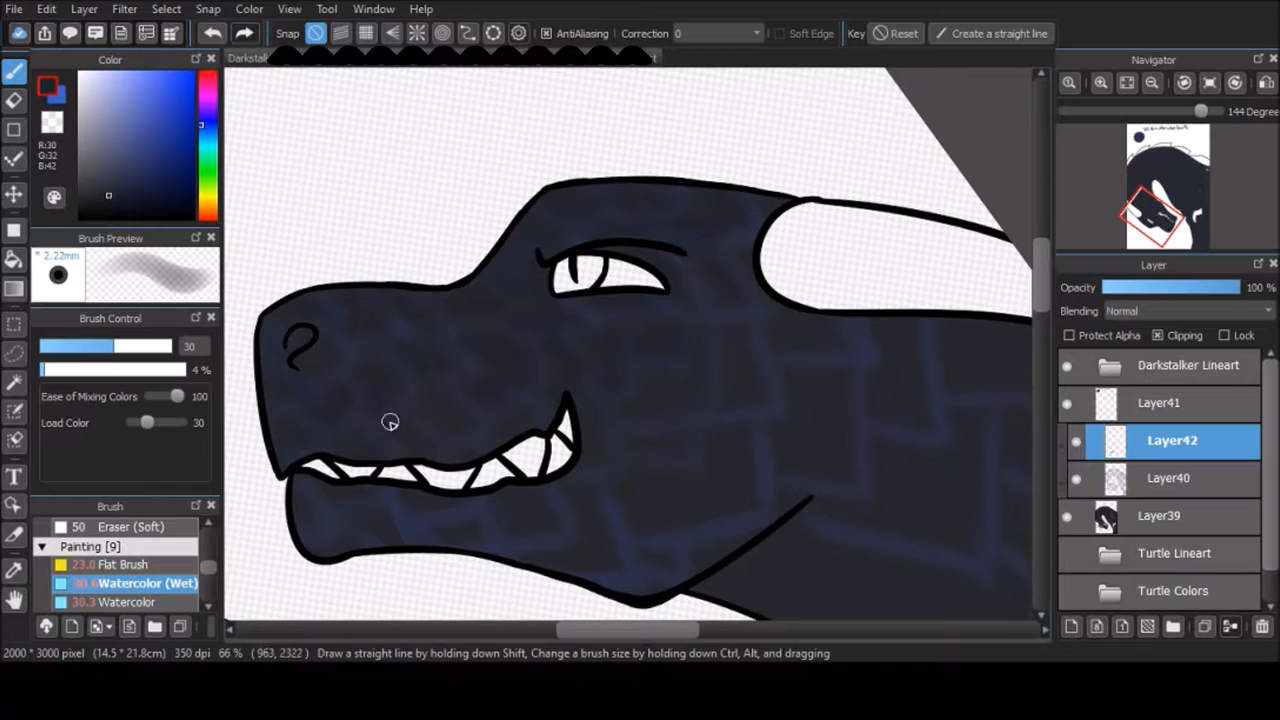 File Edit Layer Filter Select Snap Color View Tool Window Help
Snap AntiAliasing Correction 0 Soft Edge Key Reset Create a straight line
Color
R:30
G:32
B:42
Brush Preview
* 2.22mm
Brush Control
30
4 %
Ease of Mixing Colors 100
Load Color 30
Brush
50 Eraser (Soft)
Painting [9]
23.0 Flat Brush
30.6 Watercolor (Wet)
30.3 Watercolor
Darkstal
Navigator
144 Degree
Layer
Opacity 100 %
Blending Normal
Protect Alpha Clipping Lock
Darkstalker Lineart
Layer41
Layer42
Layer40
Layer39
Turtle Lineart
Turtle Colors
2000 * 3000 pixel (14.5 * 21.8cm) 350 dpi 66 % ( 963, 2322 ) Draw a straight line by holding down Shift, Change a brush size by holding down Ctrl, Alt, and dragging